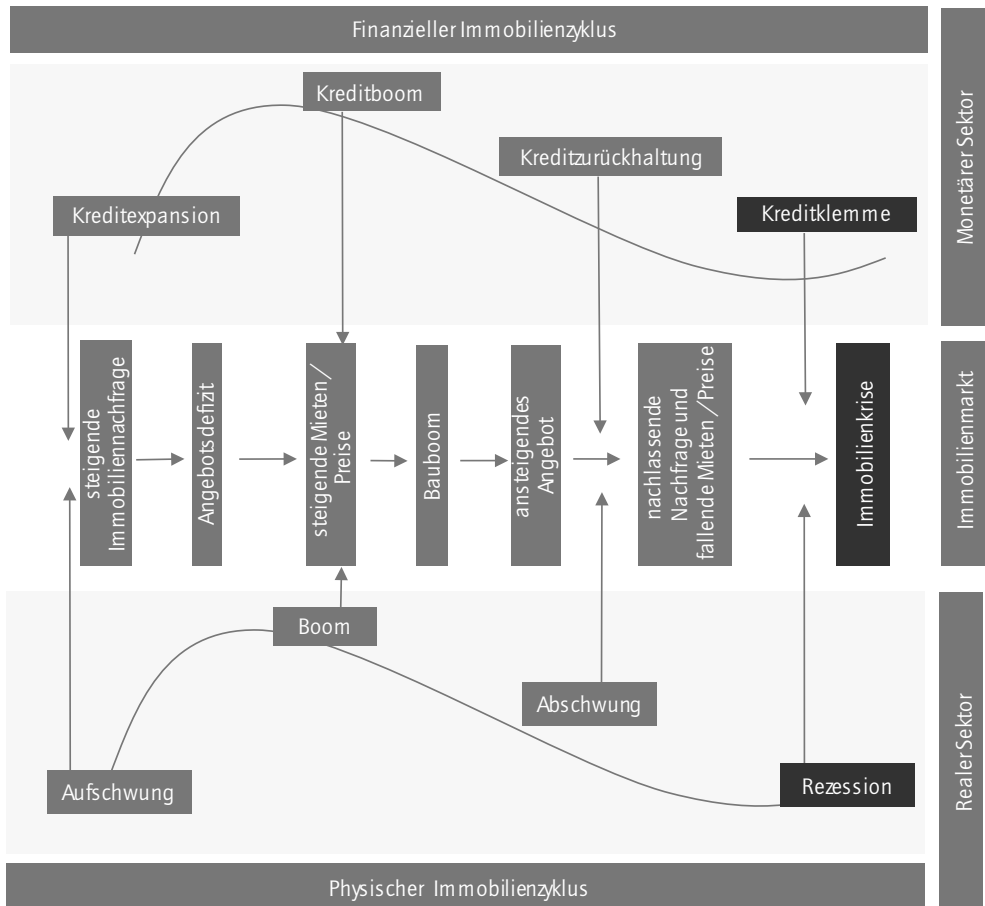 Finanzieller Immobilienzyklus
Monetärer Sektor
Kreditboom
Kreditzurückhaltung
Kreditexpansion
Kreditklemme
Immobilienmarkt
steigende
Immobiliennachfrage
Angebotsdefizit
steigende Mieten/
Preise
Bauboom
ansteigendes
Angebot
nachlassende
Nachfrage und
fallende Mieten /Preise
Immobilienkrise
Realer Sektor
Boom
Abschwung
Aufschwung
Rezession
Physischer Immobilienzyklus